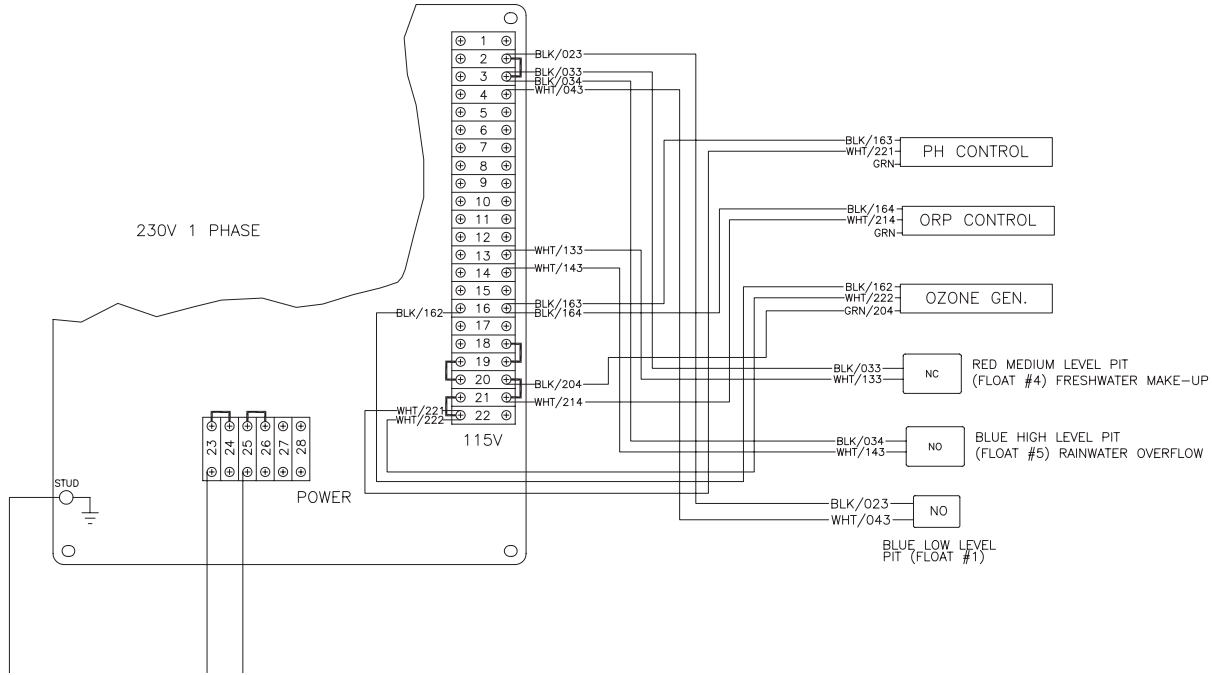 1
2
3
4
5
6
7
8
9
10
11
12
13
14
15
16
17
18
19
20
21
22
115V
BLK/023
BLK/033
BLK/034
WHT/043
WHT/133
WHT/143
BLK/163
BLK/164
BLK/162
BLK/204
WHT/214
WHT/221
WHT/222
230V 1 PHASE
23
24
25
26
27
28
POWER
STUD
BLK/163
WHT/221
GRN
PH CONTROL
BLK/164
WHT/214
GRN
ORP CONTROL
BLK/162
WHT/222
GRN/204
OZONE GEN.
BLK/033
WHT/133
NC
RED MEDIUM LEVEL PIT
(FLOAT #4) FRESHWATER MAKE-UP
BLK/034
WHT/143
NO
BLUE HIGH LEVEL PIT
(FLOAT #5) RAINWATER OVERFLOW
BLK/023
WHT/043
NO
BLUE LOW LEVEL
PIT (FLOAT #1)